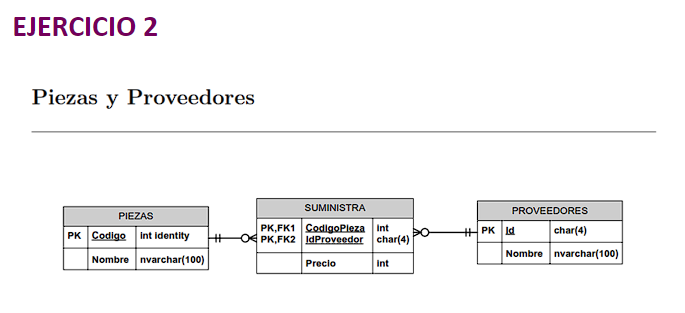 EJERCICIO 2
Piezas y Proveedores
PIEZAS
PK Codigo Int identity
Nombre nvarchar(100)
SUMINISTRA
PK,FK1 CodigoPieza int
PK,FK2 IdProveedor char(4)
Precio int
PROVEEDORES
PK Id char(4)
Nombre nvarchar(100)